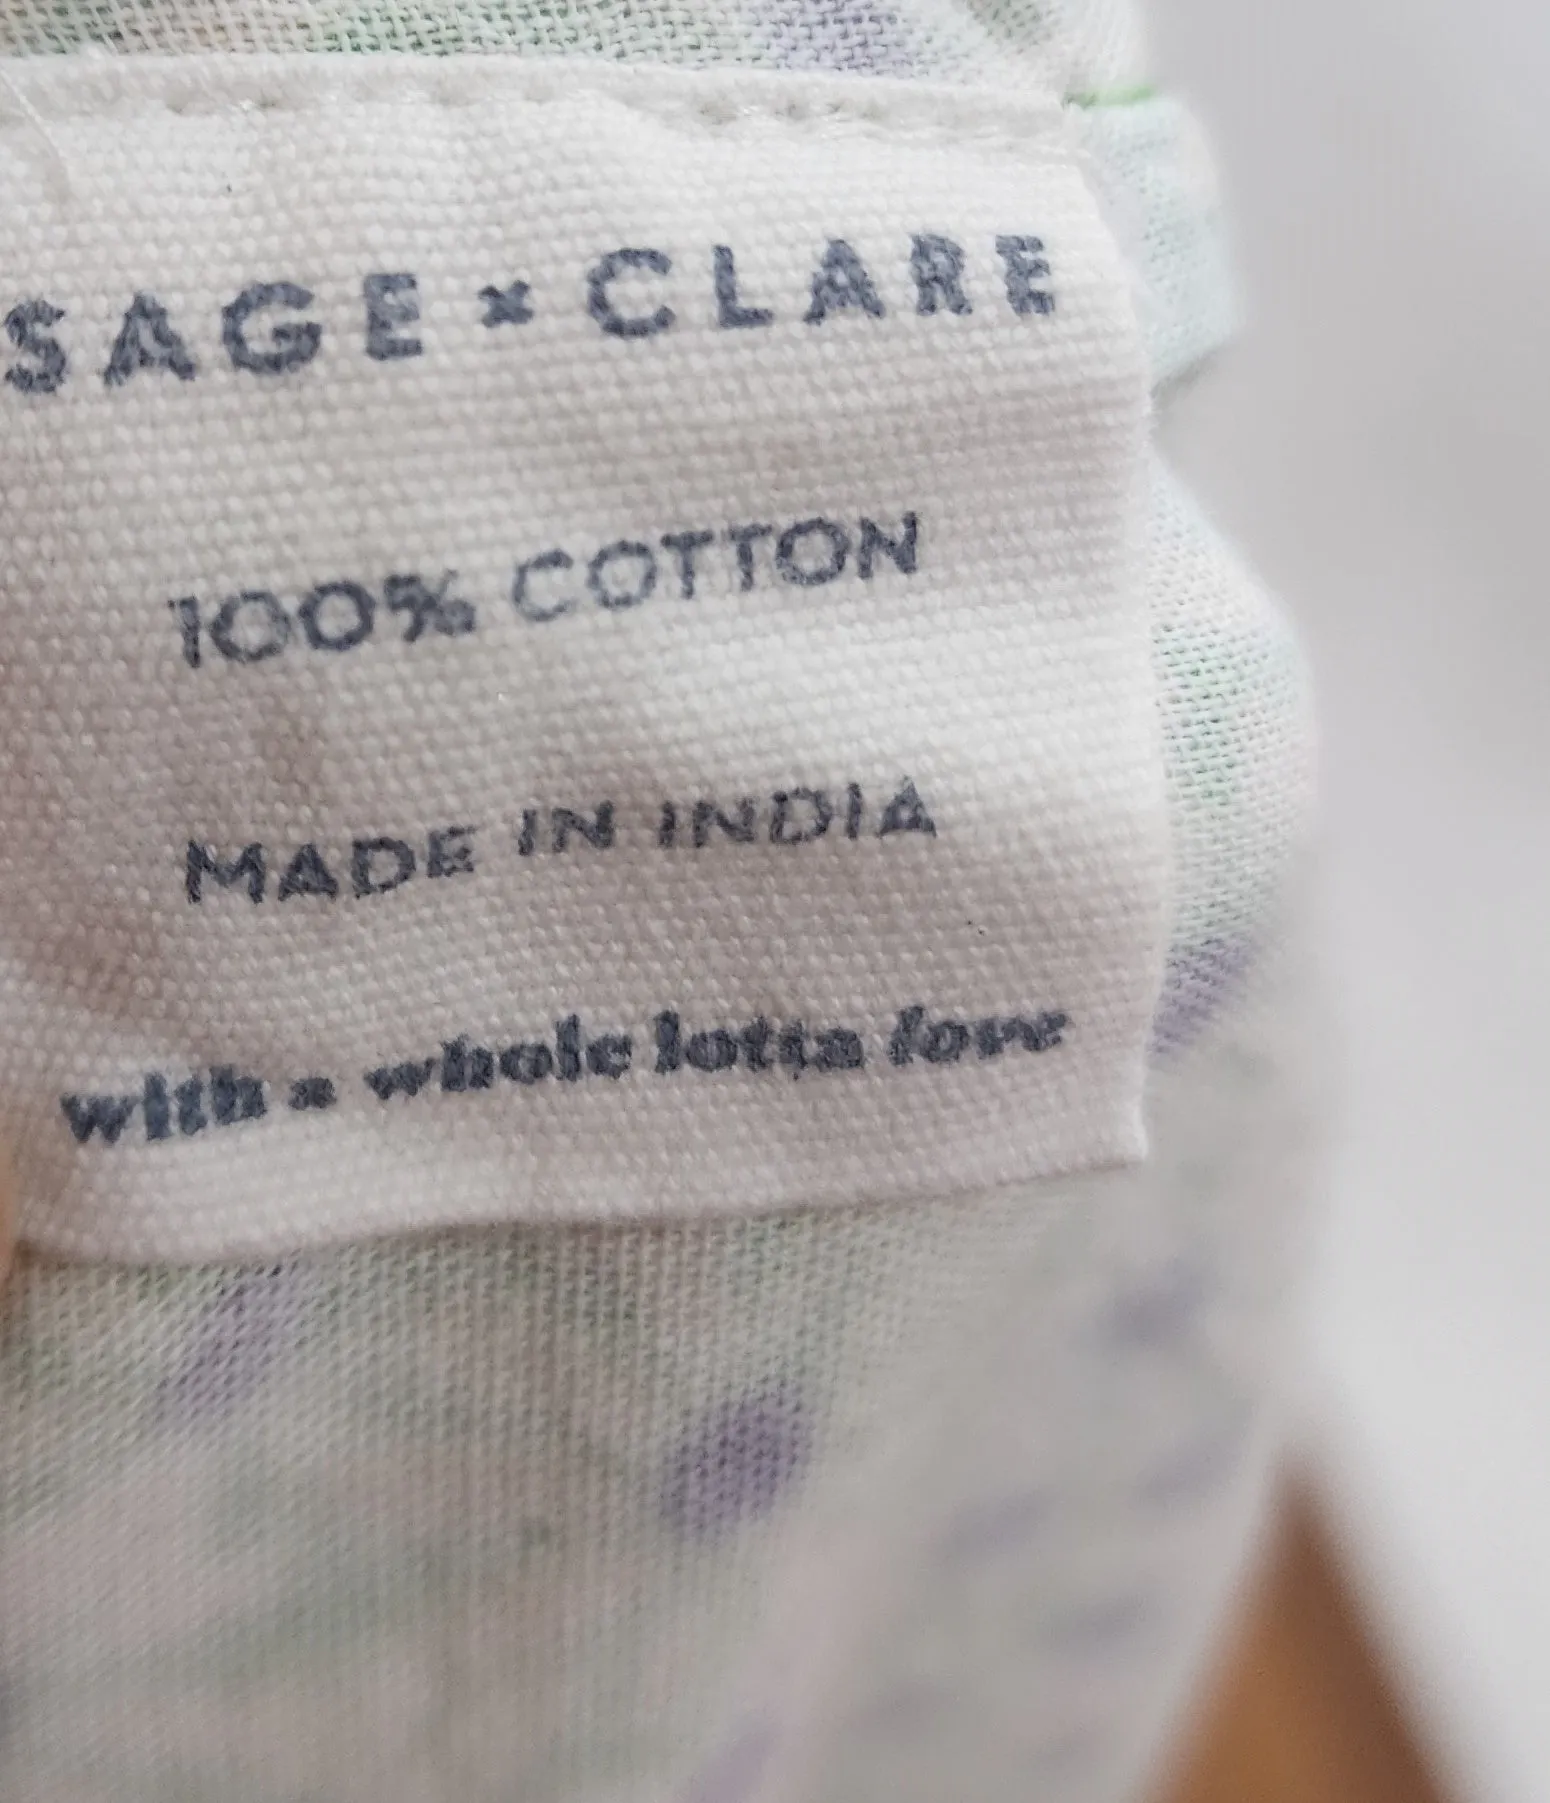 SAGE × CLARE
100% COTTON
MADE IN INDIA
with a whole lotta love